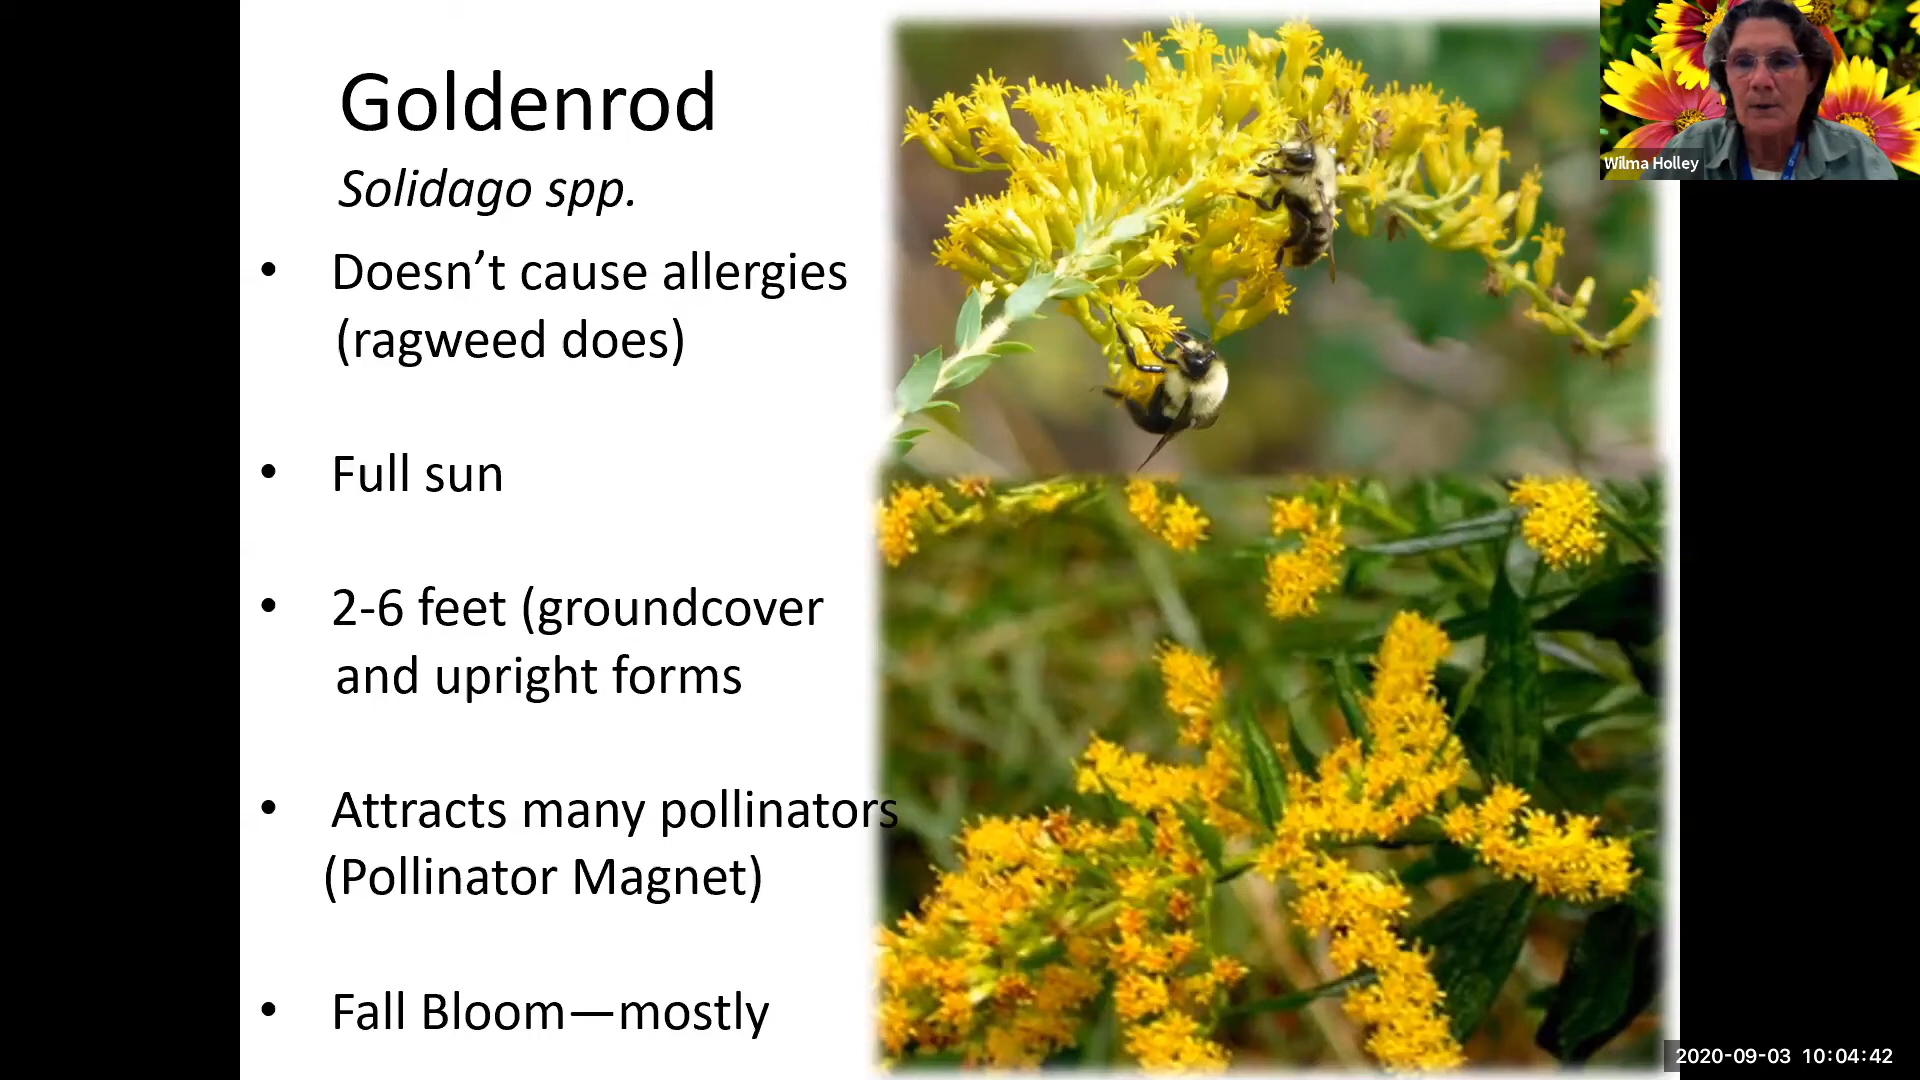 Goldenrod
Solidago spp.
• Doesn’t cause allergies
(ragweed does)
• Full sun
• 2-6 feet (groundcover
and upright forms
• Attracts many pollinators
(Pollinator Magnet)
• Fall Bloom—mostly
Wilma Holley
2020-09-03 10:04:42